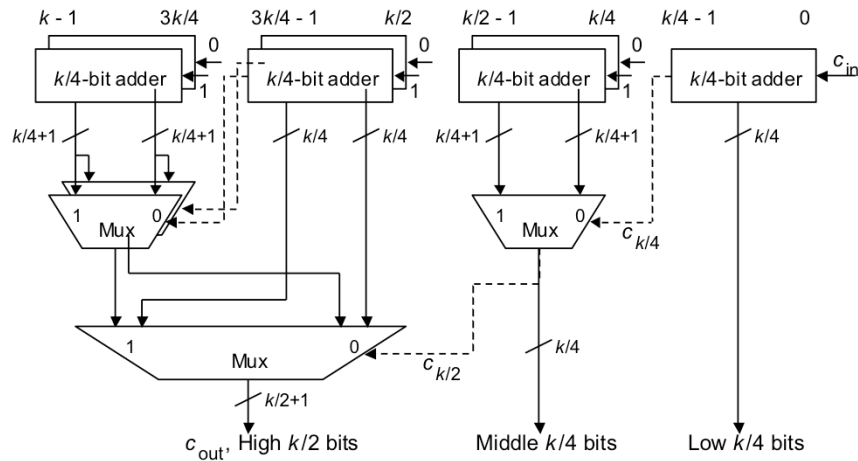 k - 1 3k/4 3k/4 - 1 k/2 k/2 - 1 k/4 k/4 - 1 0
0 0 0
k/4-bit adder k/4-bit adder k/4-bit adder k/4-bit adder c_in
1 1 1
k/4+1 k/4+1 k/4 k/4 k/4+1 k/4+1 k/4
1 0 1 0
Mux Mux c_k/4
1 0
Mux c_k/2 k/4
k/2+1
c_out, High k/2 bits Middle k/4 bits Low k/4 bits